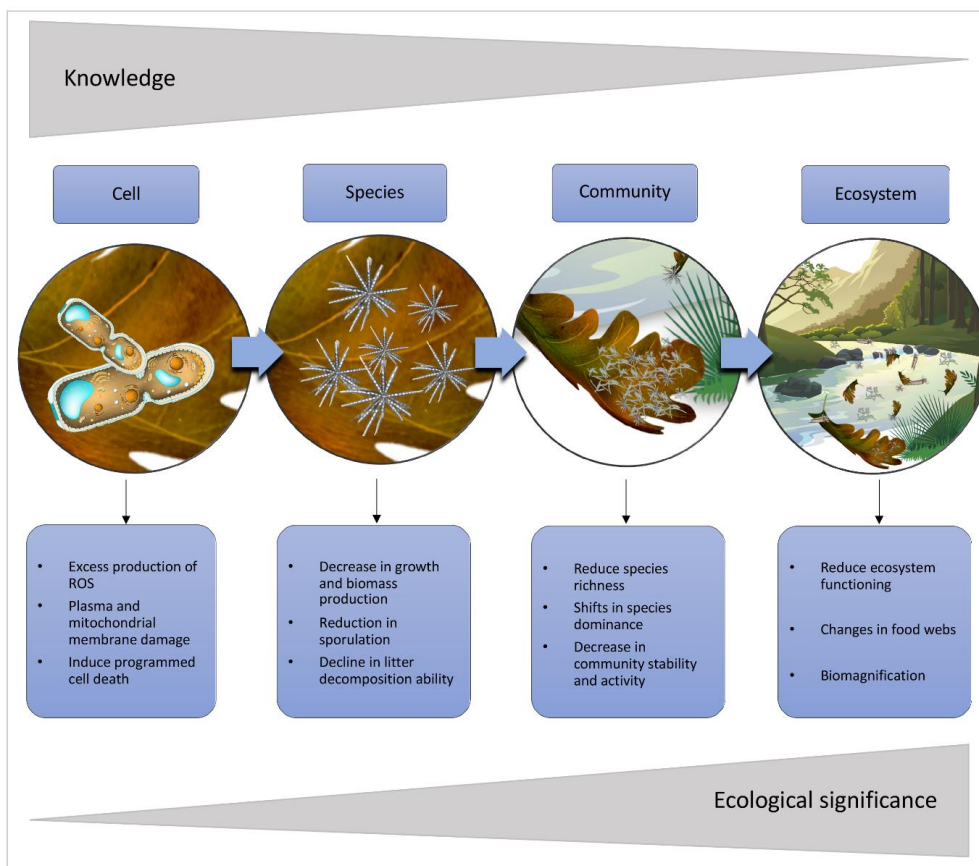 Knowledge
Cell
Species
Community
Ecosystem
• Excess production of
ROS
• Plasma and
mitochondrial
membrane damage
• Induce programmed
cell death
• Decrease in growth
and biomass
production
• Reduction in
sporulation
• Decline in litter
decomposition ability
• Reduce species
richness
• Shifts in species
dominance
• Decrease in
community stability
and activity
• Reduce ecosystem
functioning
• Changes in food webs
• Biomagnification
Ecological significance